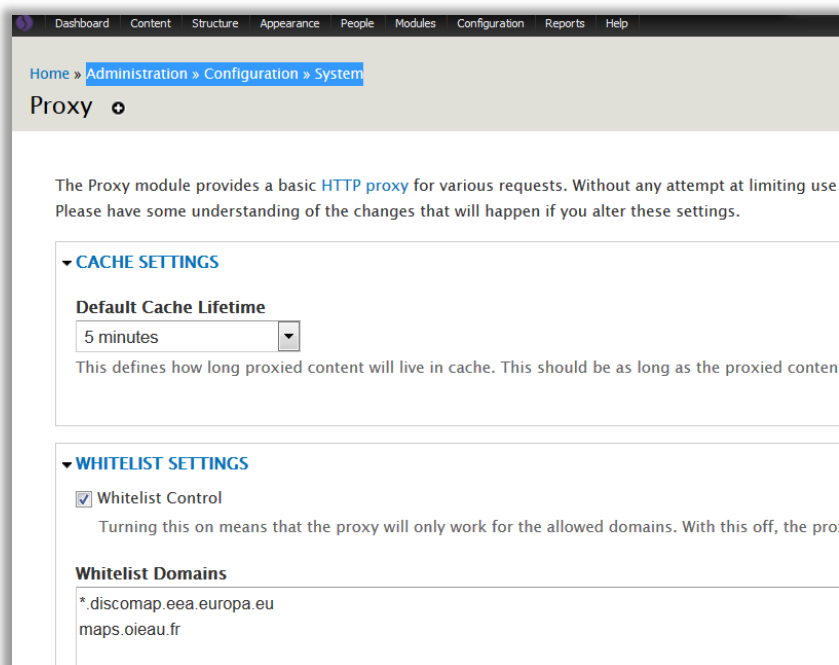 Dashboard Content Structure Appearance People Modules Configuration Reports Help
Home » Administration » Configuration » System
Proxy
The Proxy module provides a basic HTTP proxy for various requests. Without any attempt at limiting use
Please have some understanding of the changes that will happen if you alter these settings.
CACHE SETTINGS
Default Cache Lifetime
5 minutes
This defines how long proxied content will live in cache. This should be as long as the proxied conten
WHITELIST SETTINGS
Whitelist Control
Turning this on means that the proxy will only work for the allowed domains. With this off, the pro
Whitelist Domains
*.discomap.eea.europa.eu
maps.oieau.fr